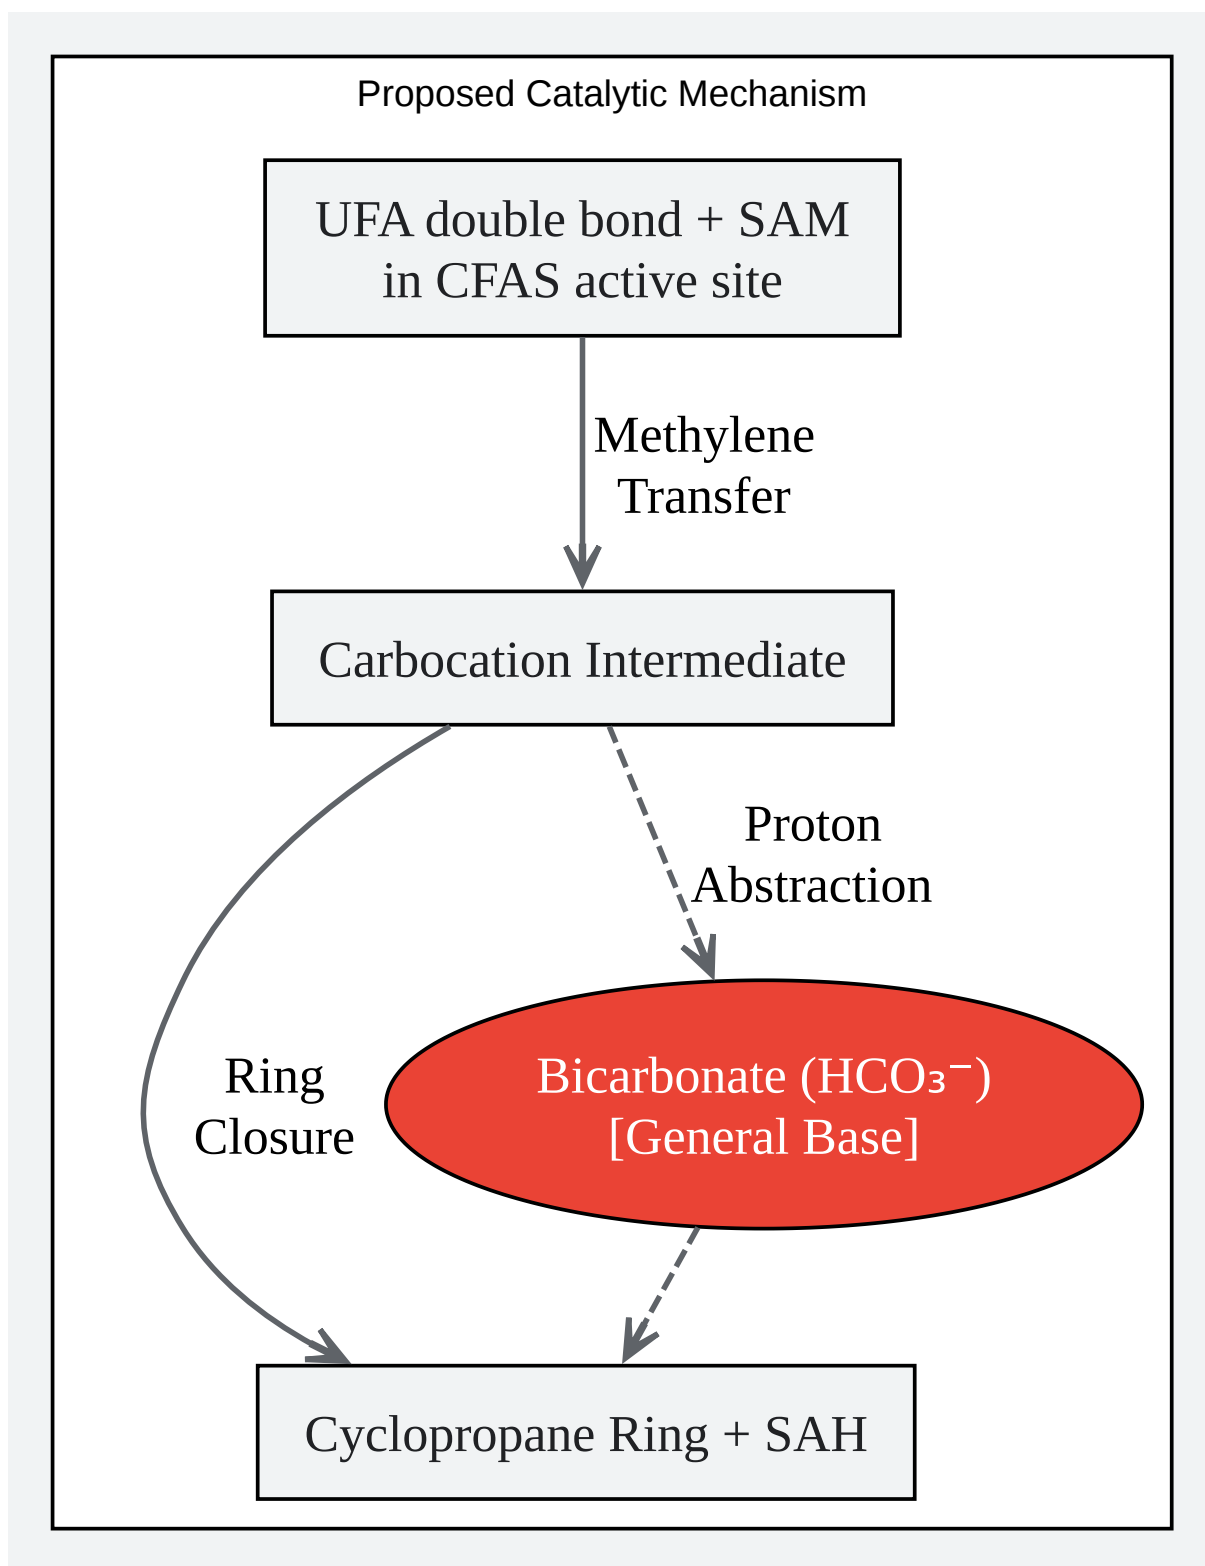 Proposed Catalytic Mechanism
UFA double bond + SAM
in CFAS active site
Methylene
Transfer
Carbocation Intermediate
Proton
Abstraction
Ring
Closure
Bicarbonate (HCO₃⁻)
[General Base]
Cyclopropane Ring + SAH